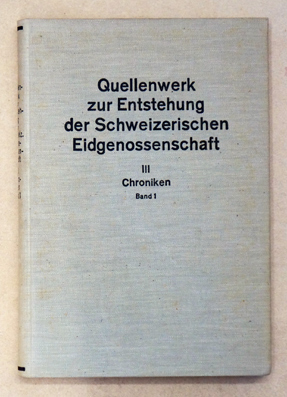 Quellenwerk
zur Entstehung
der Schweizerischen
Eidgenossenschaft
III
Chroniken
Band 1